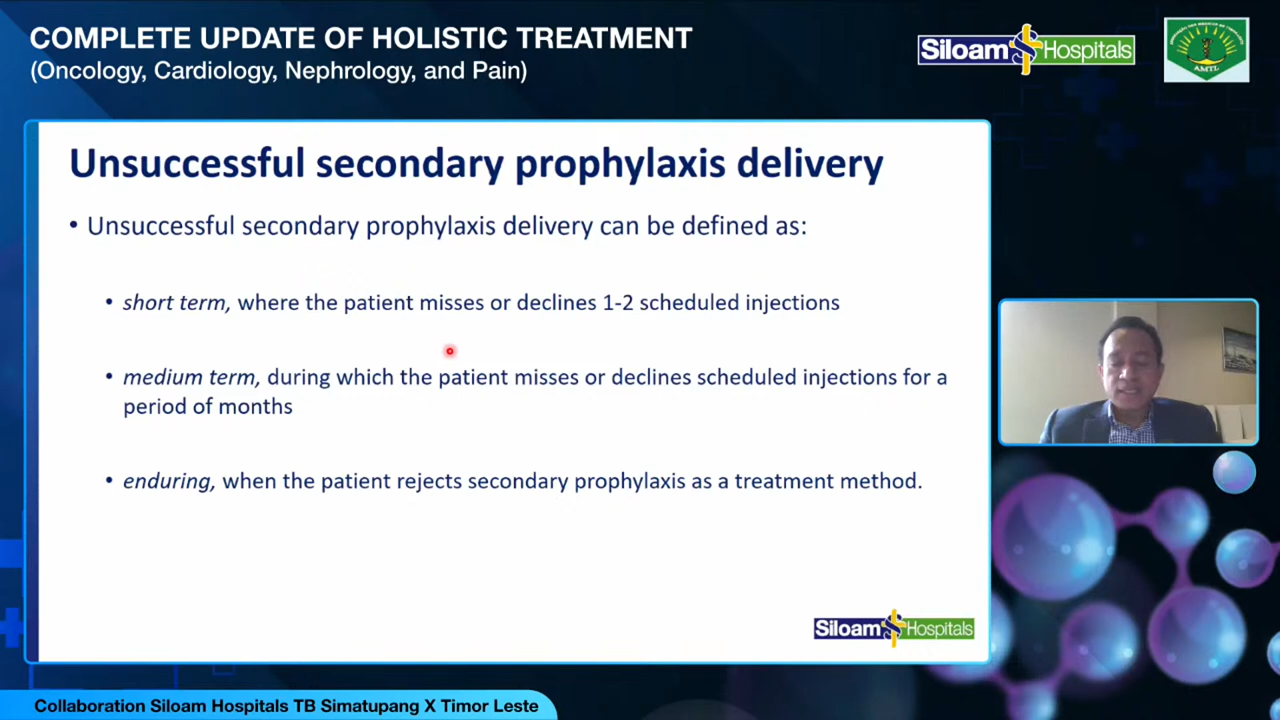 COMPLETE UPDATE OF HOLISTIC TREATMENT
(Oncology, Cardiology, Nephrology, and Pain)
Siloam Hospitals
AMTL
Unsuccessful secondary prophylaxis delivery
• Unsuccessful secondary prophylaxis delivery can be defined as:
• short term, where the patient misses or declines 1-2 scheduled injections
• medium term, during which the patient misses or declines scheduled injections for a
period of months
• enduring, when the patient rejects secondary prophylaxis as a treatment method.
Siloam Hospitals
Collaboration Siloam Hospitals TB Simatupang X Timor Leste